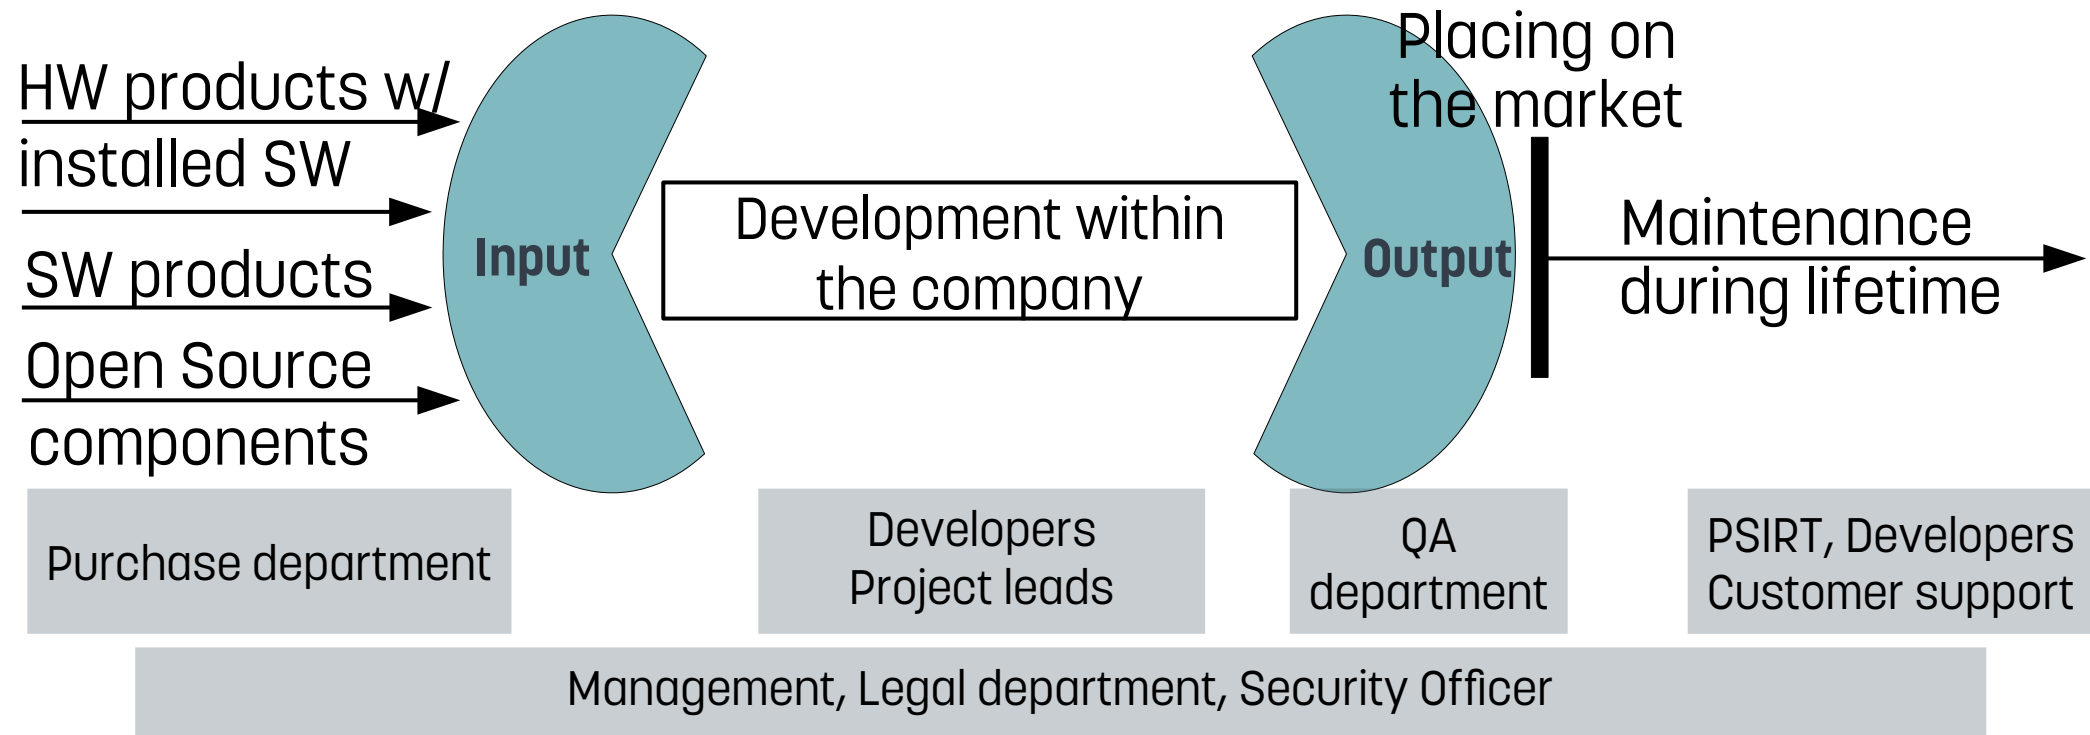 HW products w/
installed SW
SW products
Open Source
components
Input
Development within
the company
Output
Placing on
the market
Maintenance
during lifetime
Purchase department
Developers
Project leads
QA
department
PSIRT, Developers
Customer support
Management, Legal department, Security Officer